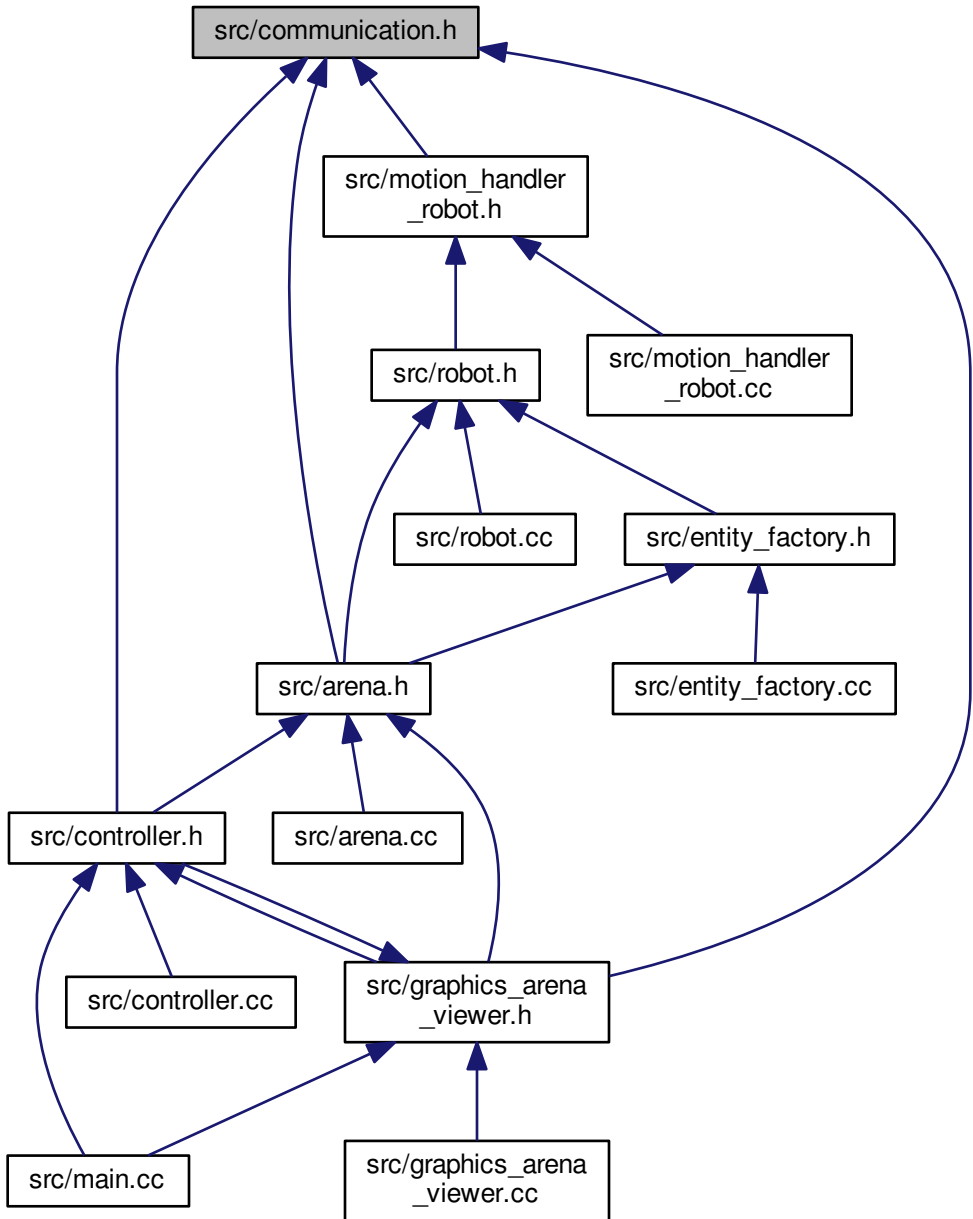 src/communication.h
src/motion_handler
_robot.h
src/robot.h
src/motion_handler
_robot.cc
src/robot.cc
src/entity_factory.h
src/arena.h
src/entity_factory.cc
src/controller.h
src/arena.cc
src/controller.cc
src/graphics_arena
_viewer.h
src/main.cc
src/graphics_arena
_viewer.cc